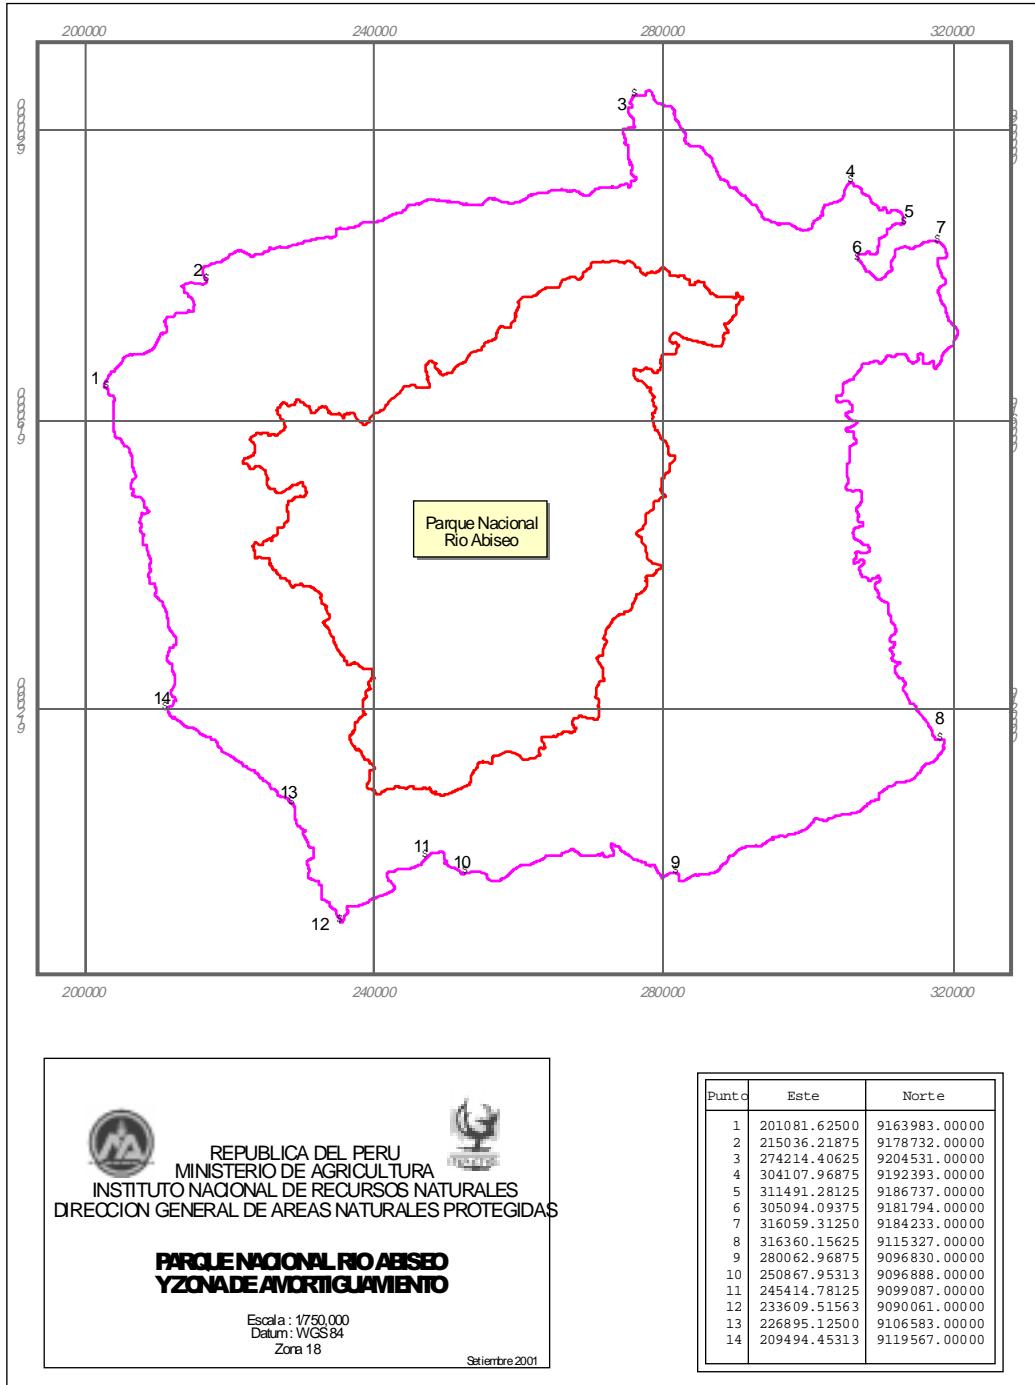 200000 240000 280000 320000
3
4
5
7
6
2
1
Parque Nacional
Rio Abiseo
14
8
13
11
10
9
12
200000 240000 280000 320000
REPUBLICA DEL PERU
MINISTERIO DE AGRICULTURA
INSTITUTO NACIONAL DE RECURSOS NATURALES
DIRECCION GENERAL DE AREAS NATURALES PROTEGIDAS
PARQUE NACIONAL RIO ABISEO
Y ZONA DE AMORTIGUAMIENTO
Escala : 1/750,000
Datum : WGS 84
Zona 18
Setiembre 2001
Punto Este Norte
1 201081.62500 9163983.00000
2 215036.21875 9178732.00000
3 274214.40625 9204531.00000
4 304107.96875 9192393.00000
5 311491.28125 9186737.00000
6 305094.09375 9181794.00000
7 316059.31250 9184233.00000
8 316360.15625 9115327.00000
9 280062.96875 9096830.00000
10 250867.95313 9096888.00000
11 245414.78125 9099087.00000
12 233609.51563 9090061.00000
13 226895.12500 9106583.00000
14 209494.45313 9119567.00000